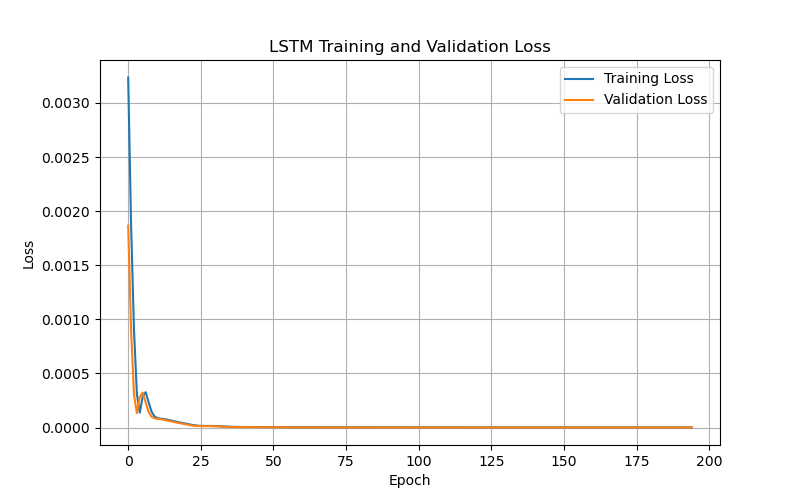 LSTM Training and Validation Loss
Training Loss
Validation Loss
0.0030
0.0025
0.0020
0.0015
0.0010
0.0005
0.0000
Loss
0 25 50 75 100 125 150 175 200
Epoch